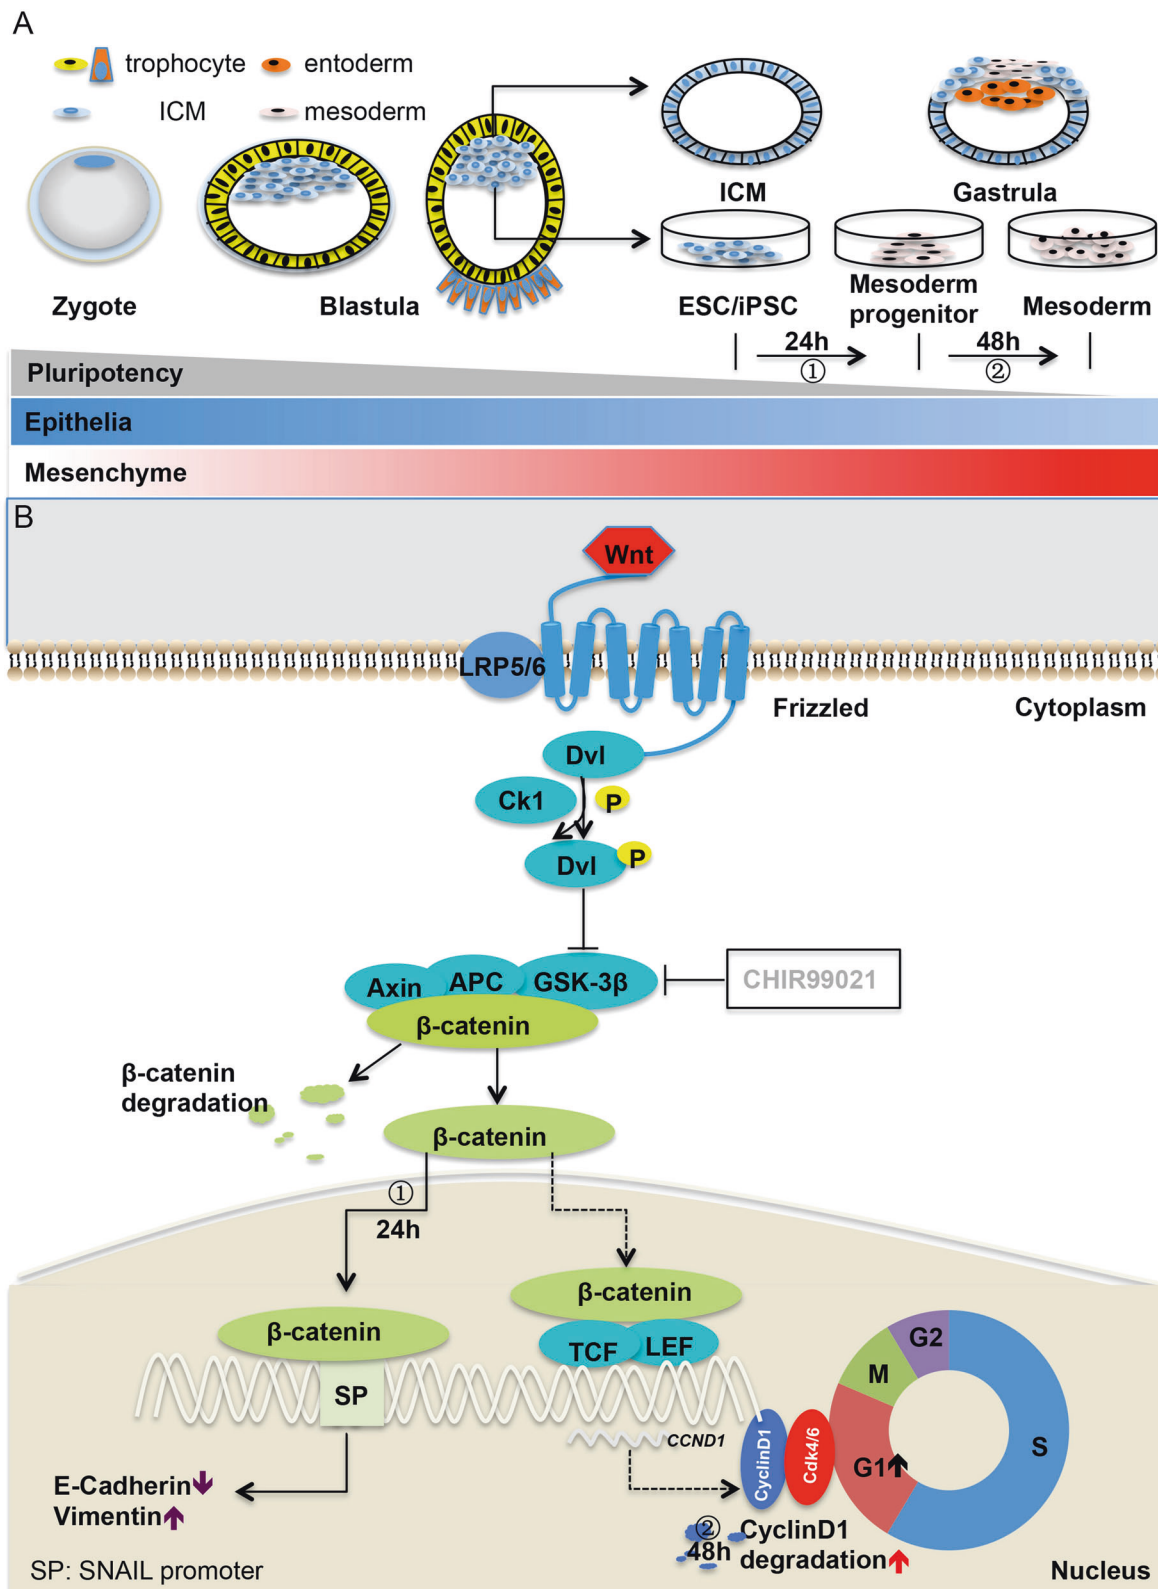 A
trophocyte
entoderm
ICM
mesoderm
ICM
Gastrula
Zygote
Blastula
ESC/iPSC
Mesoderm
progenitor
Mesoderm
24h
①
48h
②
Pluripotency
Epithelia
Mesenchyme
B
Wnt
LRP5/6
Frizzled
Cytoplasm
Dvl
Ck1
P
Dvl
P
Axin
APC
GSK-3β
CHIR99021
β-catenin
β-catenin
degradation
β-catenin
①
24h
β-catenin
β-catenin
TCF
LEF
SP
CCND1
CyclinD1
Cdk4/6
G1
M
G2
S
E-Cadherin
Vimentin
②
48h
CyclinD1
degradation
SP: SNAIL promoter
Nucleus